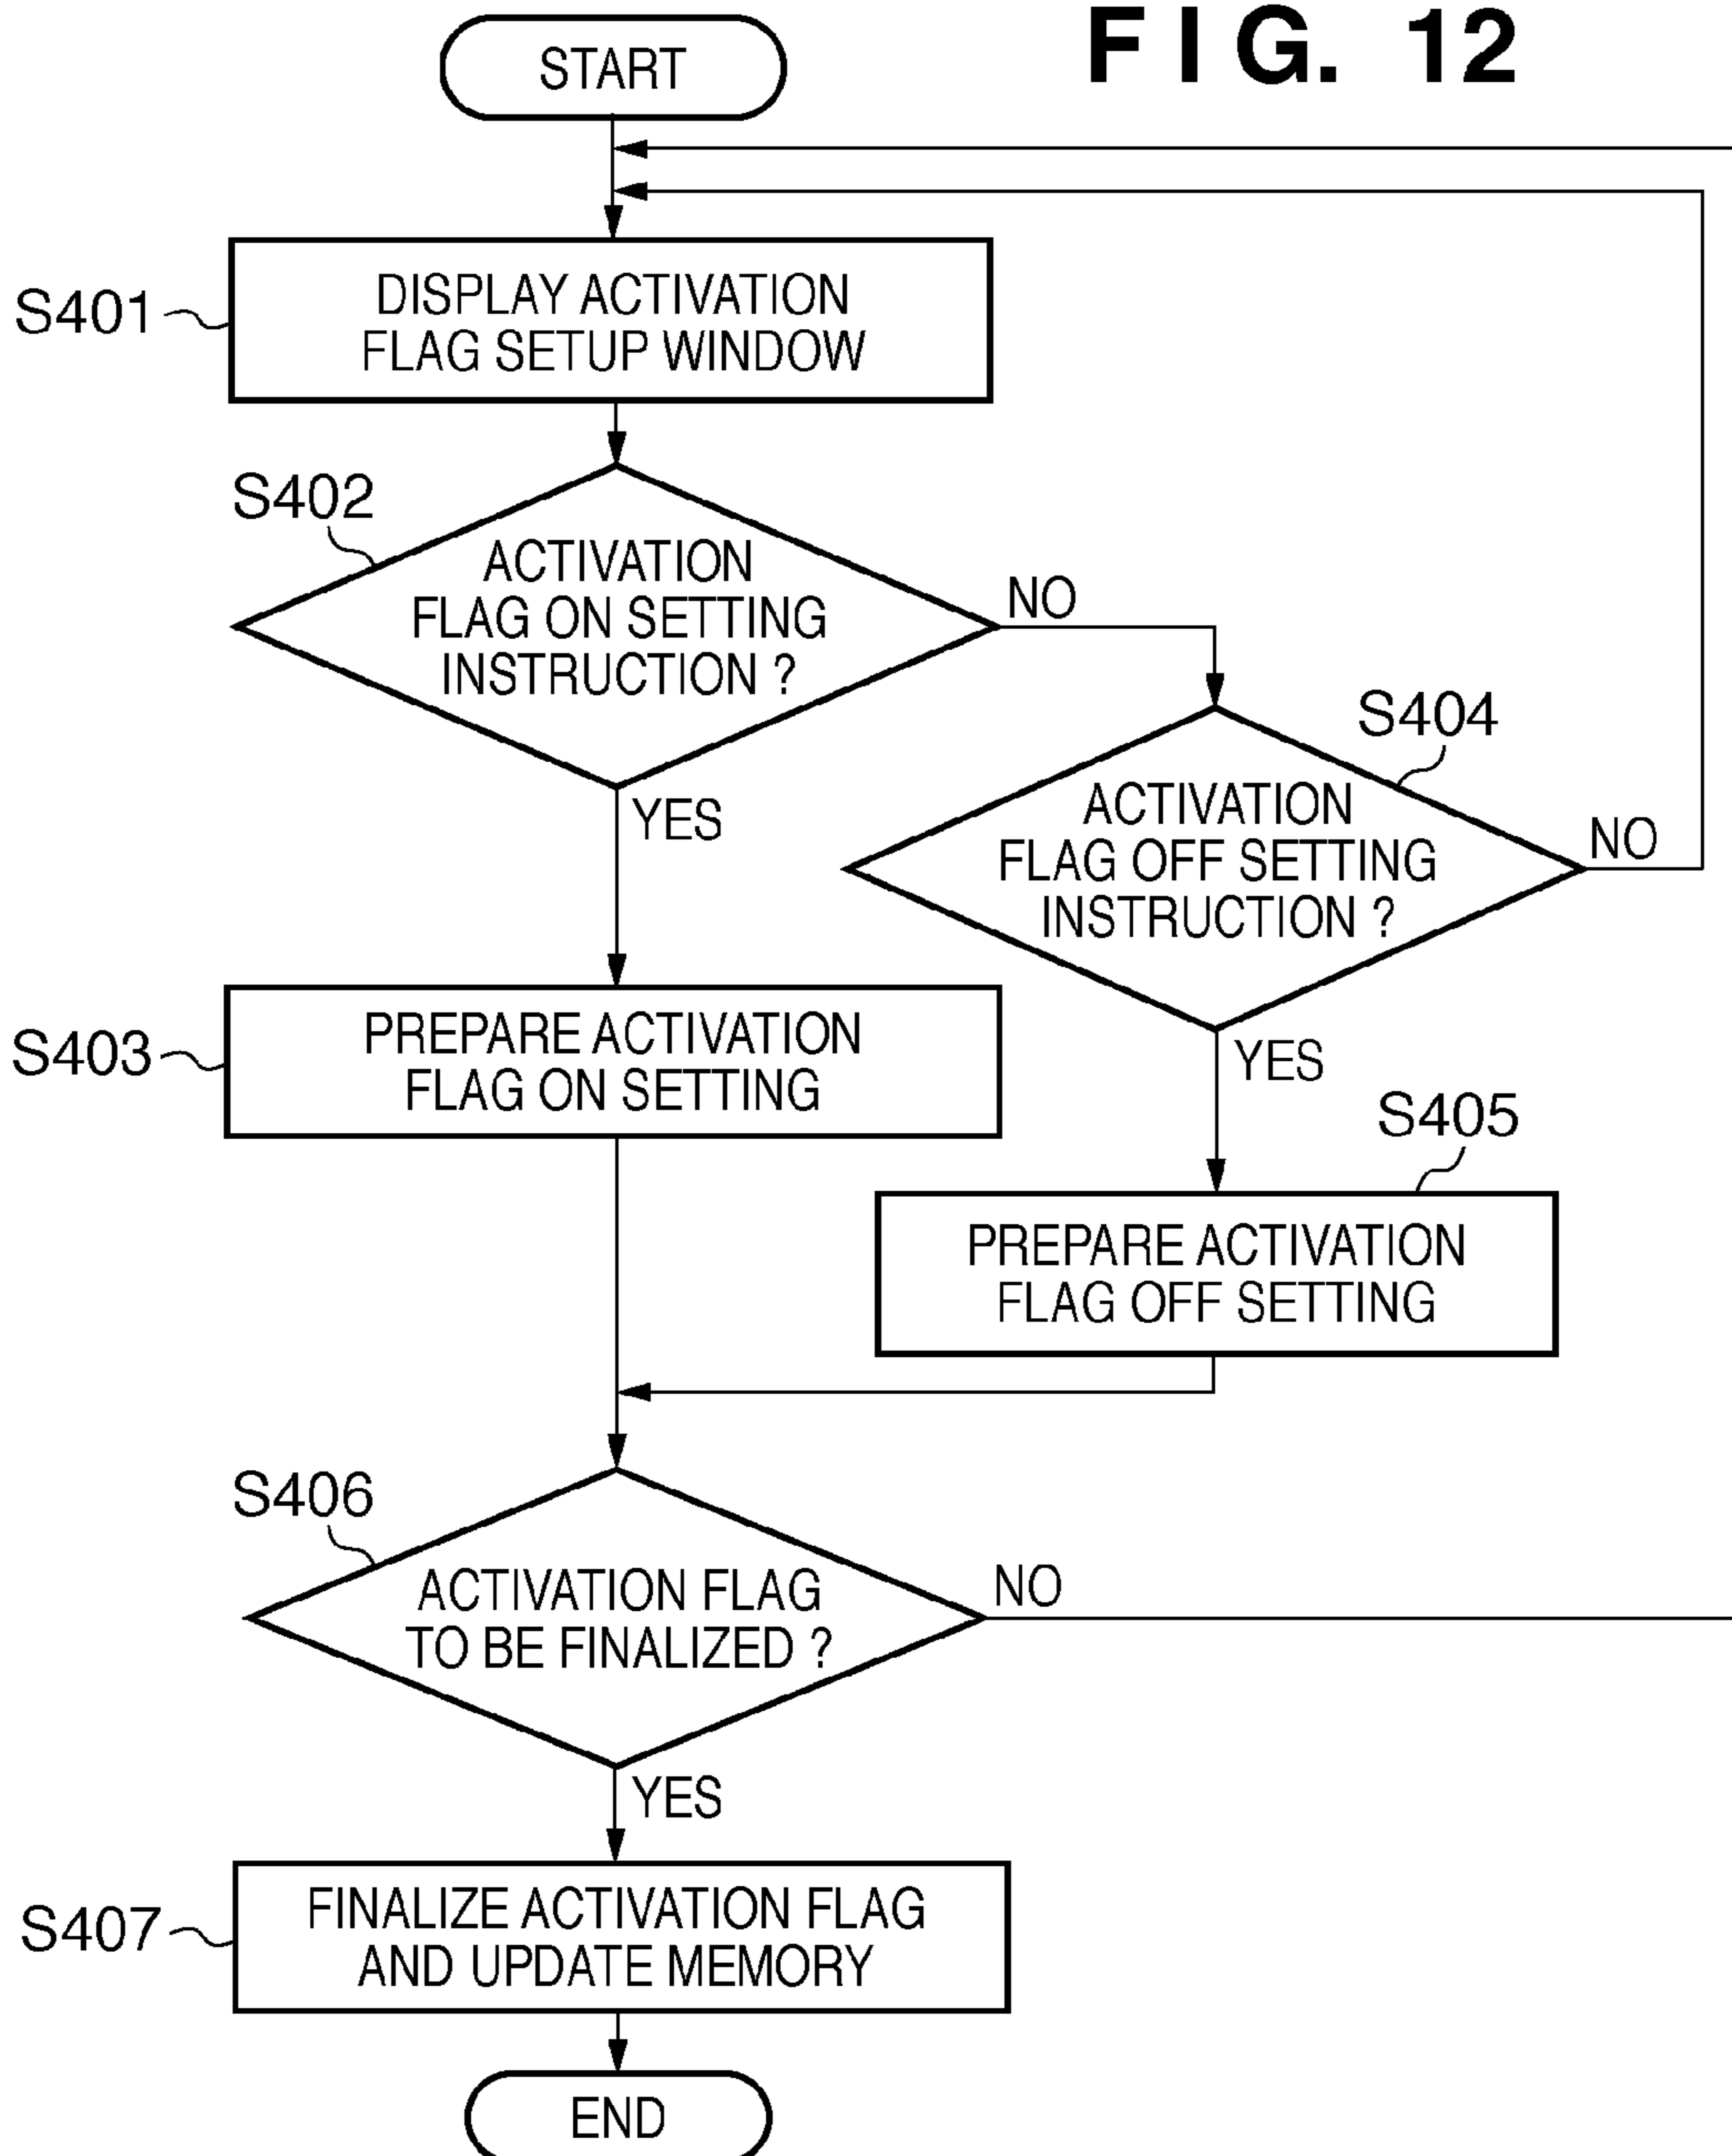 FIG. 12
START
S401
DISPLAY ACTIVATION
FLAG SETUP WINDOW
S402
ACTIVATION
FLAG ON SETTING
INSTRUCTION ?
NO
YES
S404
ACTIVATION
FLAG OFF SETTING
INSTRUCTION ?
NO
YES
S403
PREPARE ACTIVATION
FLAG ON SETTING
S405
PREPARE ACTIVATION
FLAG OFF SETTING
S406
ACTIVATION FLAG
TO BE FINALIZED ?
NO
YES
S407
FINALIZE ACTIVATION FLAG
AND UPDATE MEMORY
END